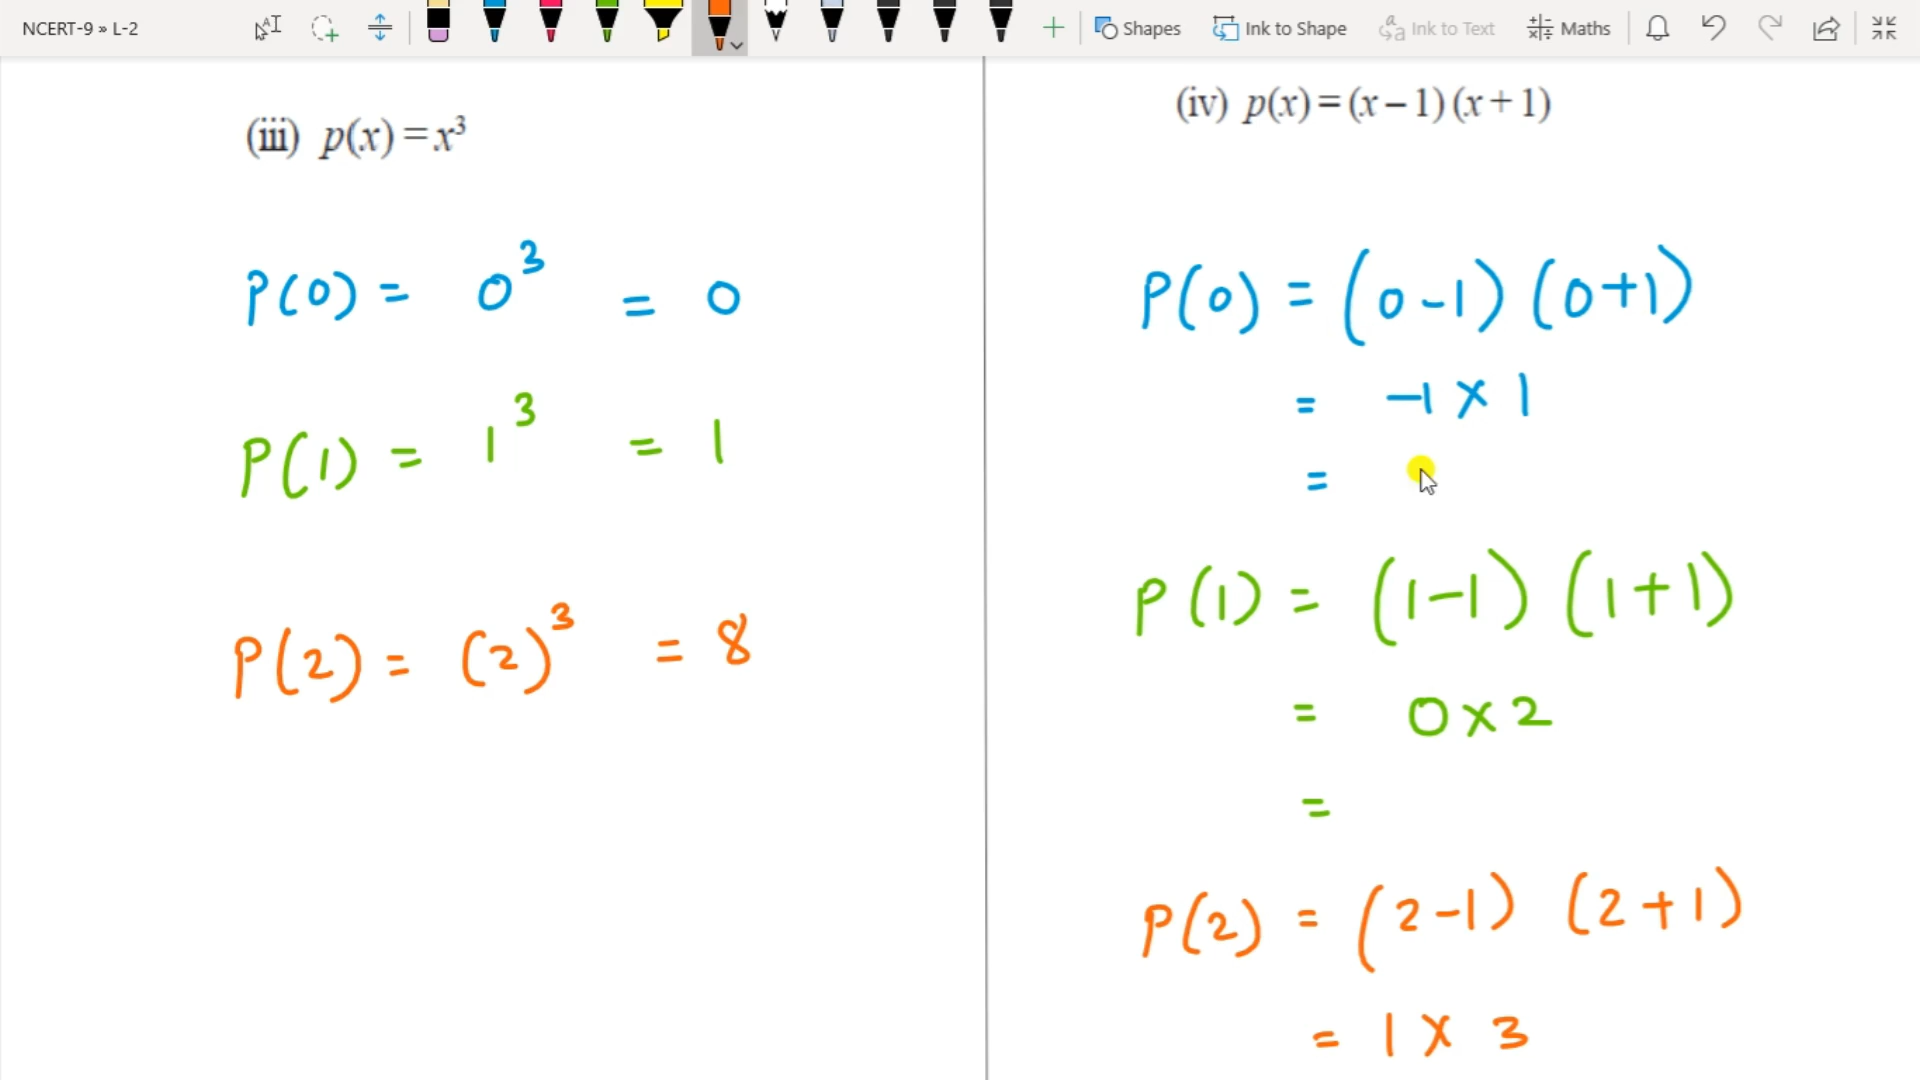 NCERT-9 » L-2
Shapes
Ink to Shape
Ink to Text
Maths
(iii) p(x) = x³
P(0) = 0³ = 0
P(1) = 1³ = 1
P(2) = (2)³ = 8
(iv) p(x) = (x – 1) (x + 1)
P(0) = (0-1) (0+1)
= -1 × 1
=
P(1) = (1-1) (1+1)
= 0 × 2
=
P(2) = (2-1) (2+1)
= 1 × 3